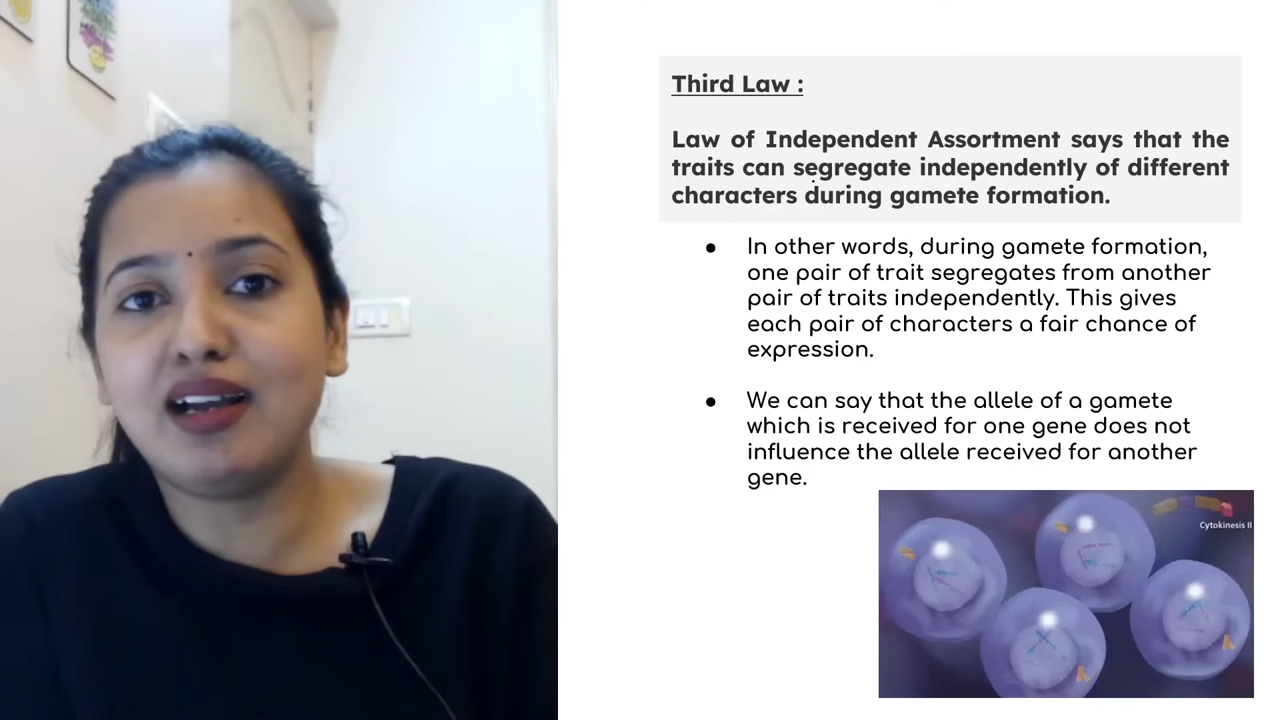 Third Law :
Law of Independent Assortment says that the
traits can segregate independently of different
characters during gamete formation.
● In other words, during gamete formation,
one pair of trait segregates from another
pair of traits independently. This gives
each pair of characters a fair chance of
expression.
● We can say that the allele of a gamete
which is received for one gene does not
influence the allele received for another
gene.
Cytokinesis II